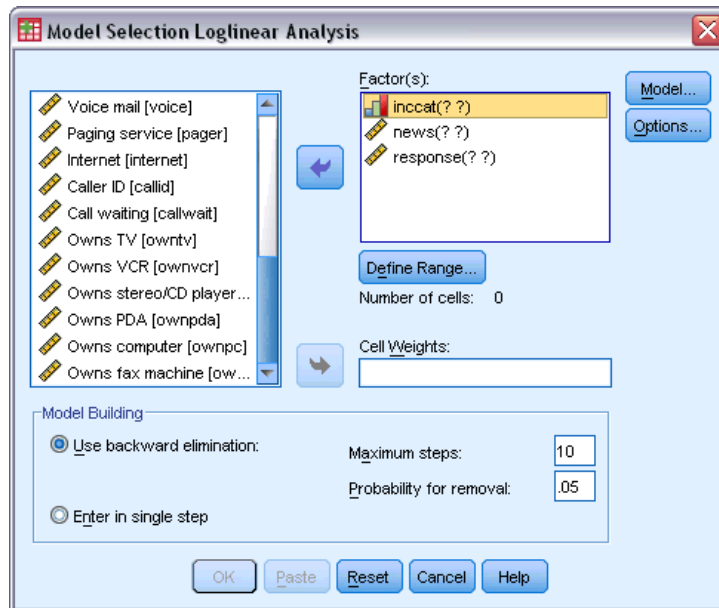 Model Selection Loglinear Analysis
Voice mail [voice]
Paging service [pager]
Internet [internet]
Caller ID [callid]
Call waiting [callwait]
Owns TV [owntv]
Owns VCR [ownvcr]
Owns stereo/CD player...
Owns PDA [ownpda]
Owns computer [ownpc]
Owns fax machine [ow...
Factor(s):
inccat(? ?)
news(? ?)
response(? ?)
Define Range...
Number of cells: 0
Cell Weights:
Model...
Options...
Model Building
Use backward elimination:
Enter in single step
Maximum steps: 10
Probability for removal: .05
OK Paste Reset Cancel Help